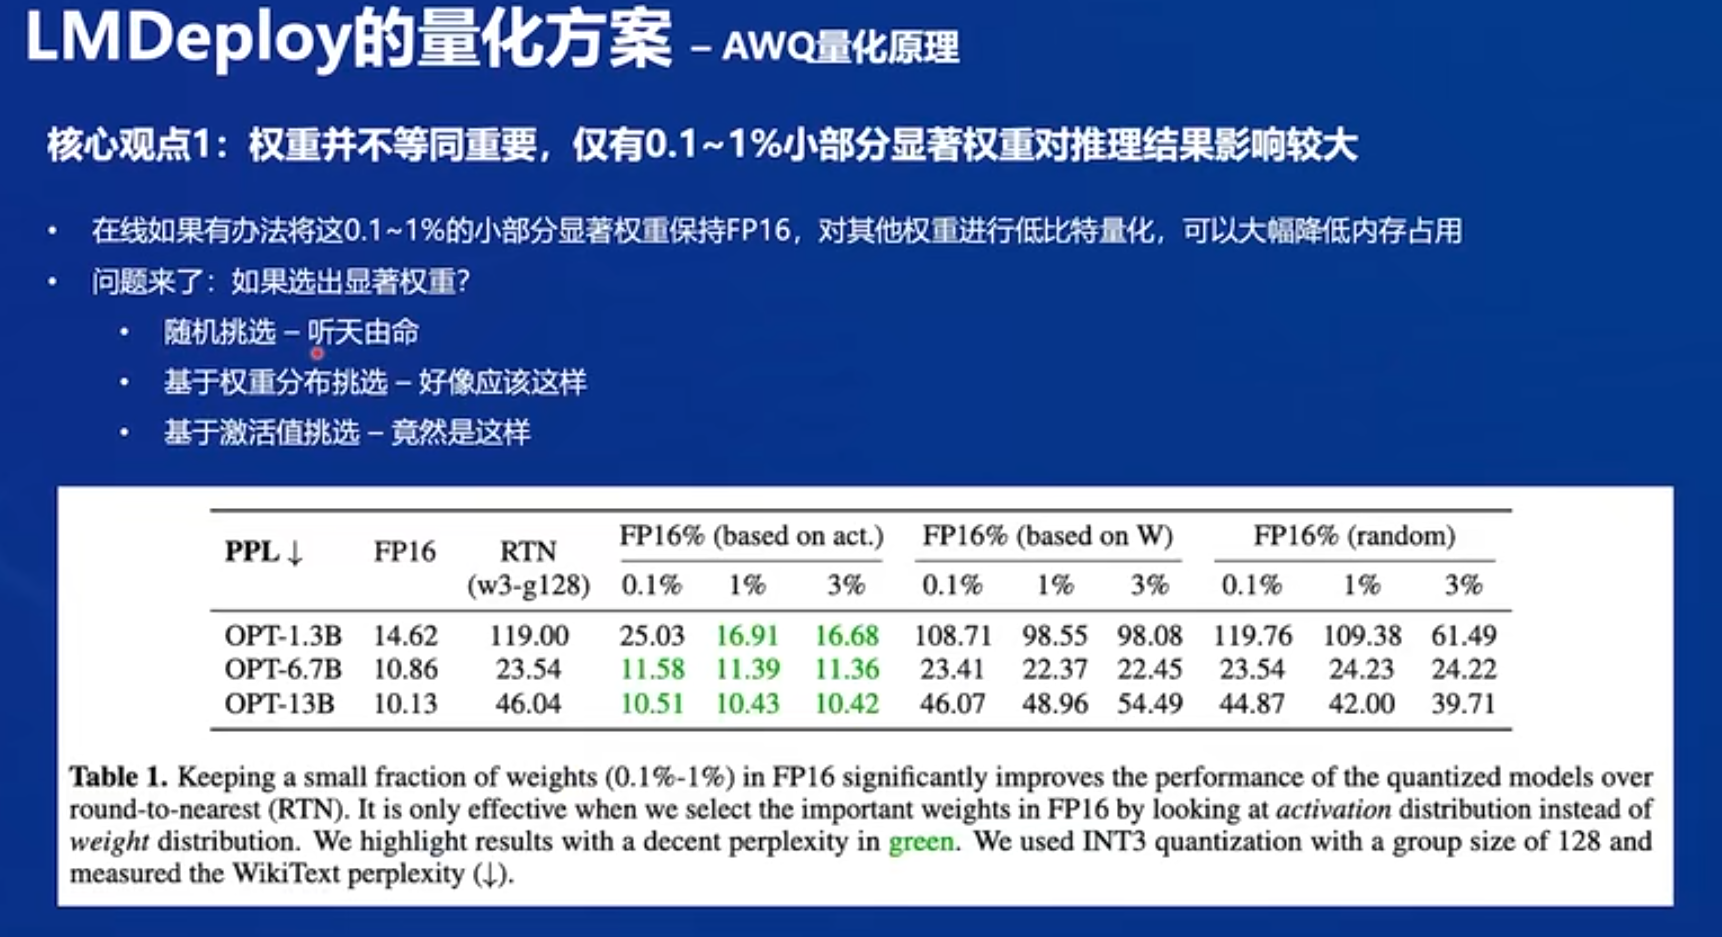 LMDeploy的量化方案 – AWQ量化原理
核心观点1：权重并不等同重要，仅有0.1~1%小部分显著权重对推理结果影响较大
• 在线如果有办法将这0.1~1%的小部分显著权重保持FP16，对其他权重进行低比特量化，可以大幅降低内存占用
• 问题来了：如果选出显著权重？
• 随机挑选 – 听天由命
• 基于权重分布挑选 – 好像应该这样
• 基于激活值挑选 – 竟然是这样
PPL ↓ FP16 RTN FP16% (based on act.) FP16% (based on W) FP16% (random)
(w3-g128) 0.1% 1% 3% 0.1% 1% 3% 0.1% 1% 3%
OPT-1.3B 14.62 119.00 25.03 16.91 16.68 108.71 98.55 98.08 119.76 109.38 61.49
OPT-6.7B 10.86 23.54 11.58 11.39 11.36 23.41 22.37 22.45 23.54 24.23 24.22
OPT-13B 10.13 46.04 10.51 10.43 10.42 46.07 48.96 54.49 44.87 42.00 39.71
Table 1. Keeping a small fraction of weights (0.1%-1%) in FP16 significantly improves the performance of the quantized models over
round-to-nearest (RTN). It is only effective when we select the important weights in FP16 by looking at activation distribution instead of
weight distribution. We highlight results with a decent perplexity in green. We used INT3 quantization with a group size of 128 and
measured the WikiText perplexity (↓).